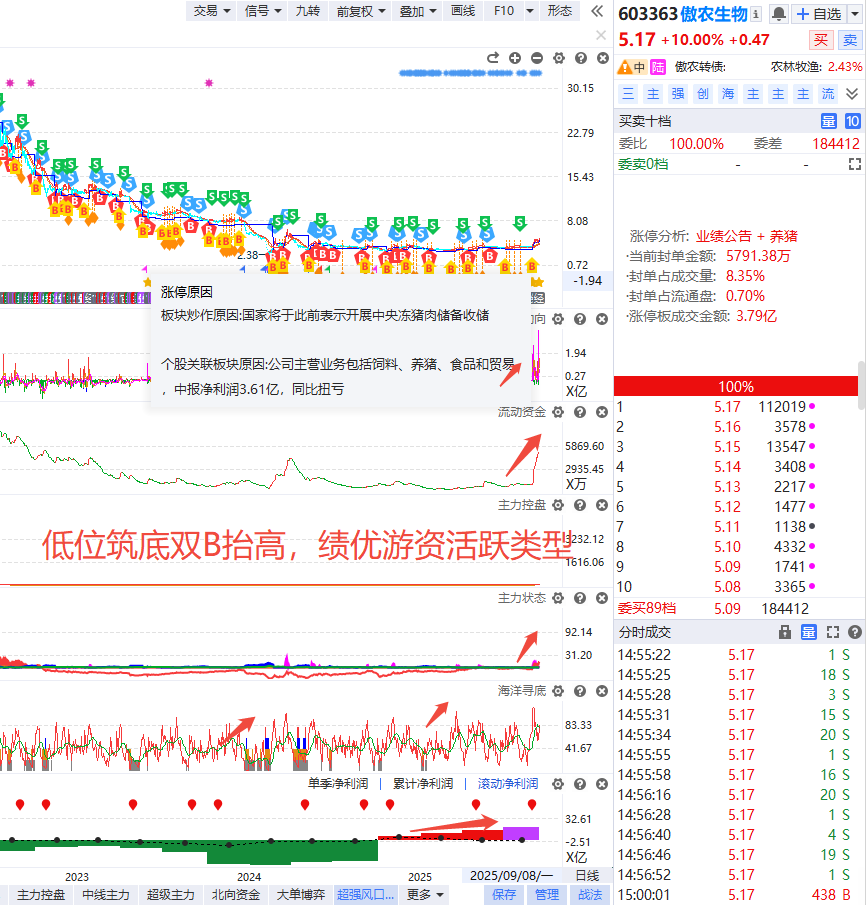 交易 信号 九转 前复权 叠加 画线 F10 形态
30.15
22.79
15.43
8.08
0.72
-1.94
2.38
涨停原因
板块炒作原因:国家将于此前表示开展中央冻猪肉储备收储
个股关联板块原因:公司主营业务包括饲料、养猪、食品和贸易
，中报净利润3.61亿，同比扭亏
向
1.94
0.27
X亿
流动资金
5869.60
2935.45
X万
主力控盘
3232.12
1616.06
低位筑底双B抬高，绩优游资活跃类型
主力状态
92.14
31.20
海洋寻底
83.33
41.67
单季净利润 | 累计净利润 | 滚动净利润
32.61
-2.51
X亿
2023 2024 2025 2025/09/08/一 日线
主力控盘 中线主力 超级主力 北向资金 大单博弈 超强风口... 更多 保存 管理 战法
603363 傲农生物 自选
5.17 +10.00% +0.47 买 卖
中 陆 傲农转债: 农林牧渔: 2.43%
三 主 强 创 海 主 主 主 流
买卖十档 量 10
委比 100.00% 委差 184412
委卖0档 - -
涨停分析: 业绩公告 + 养猪
·当前封单金额: 5791.38万
·封单占成交量: 8.35%
·封单占流通盘: 0.70%
·涨停板成交金额: 3.79亿
100%
1 5.17 112019
2 5.16 3578
3 5.15 13547
4 5.14 3408
5 5.13 2217
6 5.12 1477
7 5.11 1138
8 5.10 4332
9 5.09 1741
10 5.08 3365
委买89档 5.09 184412
分时成交 量
14:55:22 5.17 1 S
14:55:25 5.17 18 S
14:55:28 5.17 3 S
14:55:31 5.17 15 S
14:55:34 5.17 20 S
14:55:55 5.17 1 S
14:55:58 5.17 16 S
14:56:16 5.17 20 S
14:56:28 5.17 1 S
14:56:40 5.17 4 S
14:56:46 5.17 19 S
14:56:52 5.17 1 S
15:00:01 5.17 438 B